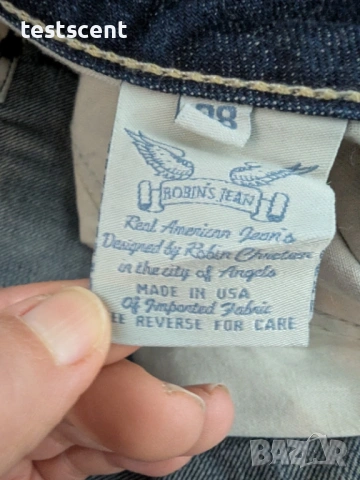 testscent
38
ROBIN'S JEAN
Real American Jean's
Designed by Robin Chretien
in the city of Angels
MADE IN USA
Of Imported Fabric
EE REVERSE FOR CARE
BAZAR